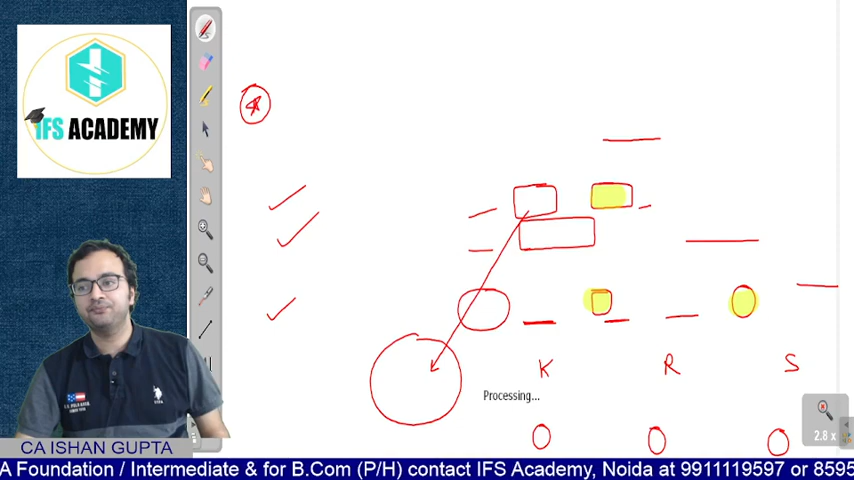 IFS ACADEMY
K R S
Processing...
2.8 x
CA ISHAN GUPTA
A Foundation / Intermediate & for B.Com (P/H) contact IFS Academy, Noida at 9911119597 or 8595